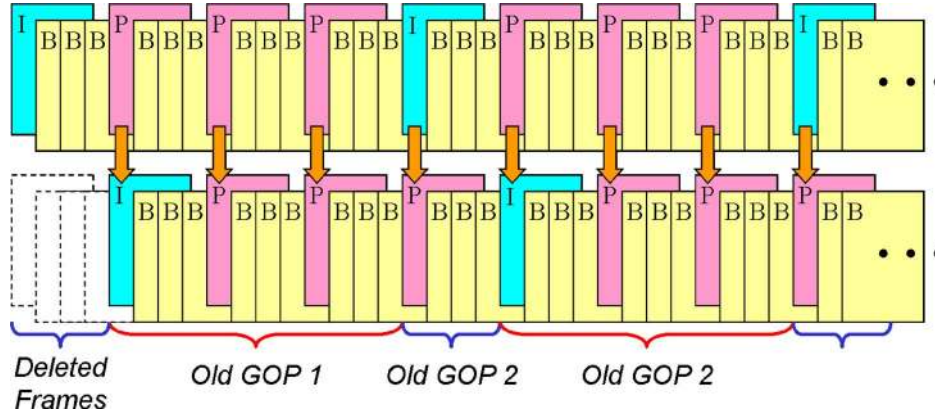 I B B B P B B B P B B B P B B B I B B B P B B B P B B B P B B B I B B • • •
I B B B P B B B P B B B P B B B I B B B P B B B P B B B P B B • • •
Deleted Frames
Old GOP 1
Old GOP 2
Old GOP 2